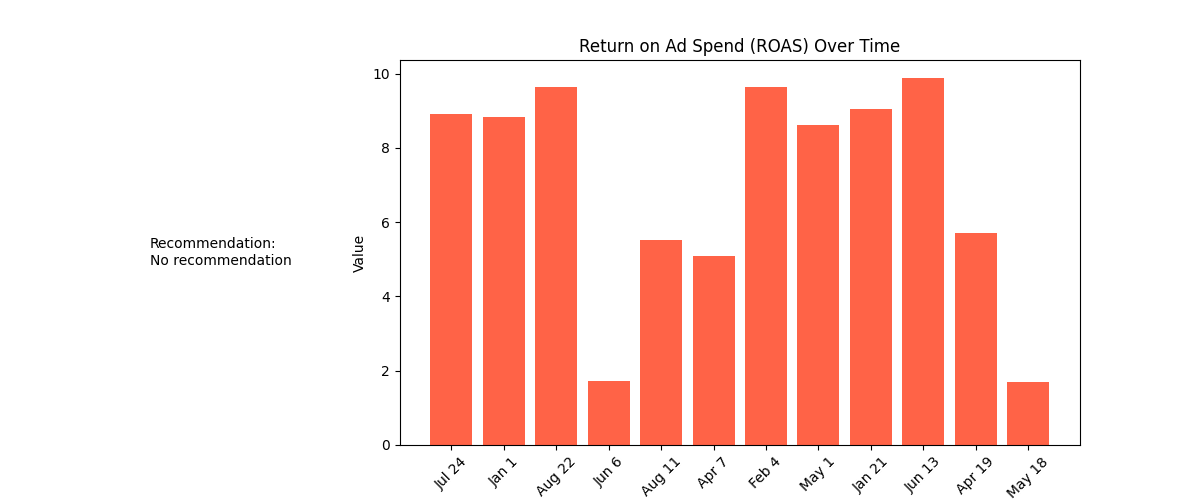 Return on Ad Spend (ROAS) Over Time
Recommendation:
No recommendation
Value
10
8
6
4
2
0
Jul 24
Jan 1
Aug 22
Jun 6
Aug 11
Apr 7
Feb 4
May 1
Jan 21
Jun 13
Apr 19
May 18